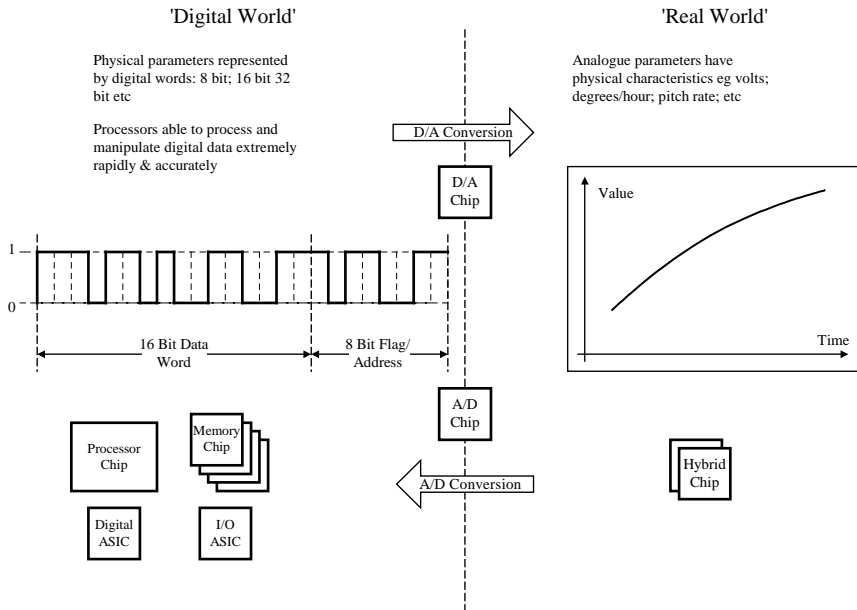 'Digital World'
'Real World'
Physical parameters represented
by digital words: 8 bit; 16 bit 32
bit etc
Processors able to process and
manipulate digital data extremely
rapidly & accurately
Analogue parameters have
physical characteristics eg volts;
degrees/hour; pitch rate; etc
D/A Conversion
D/A
Chip
Value
Time
1
0
16 Bit Data
Word
8 Bit Flag/
Address
A/D
Chip
A/D Conversion
Processor
Chip
Memory
Chip
Digital
ASIC
I/O
ASIC
Hybrid
Chip